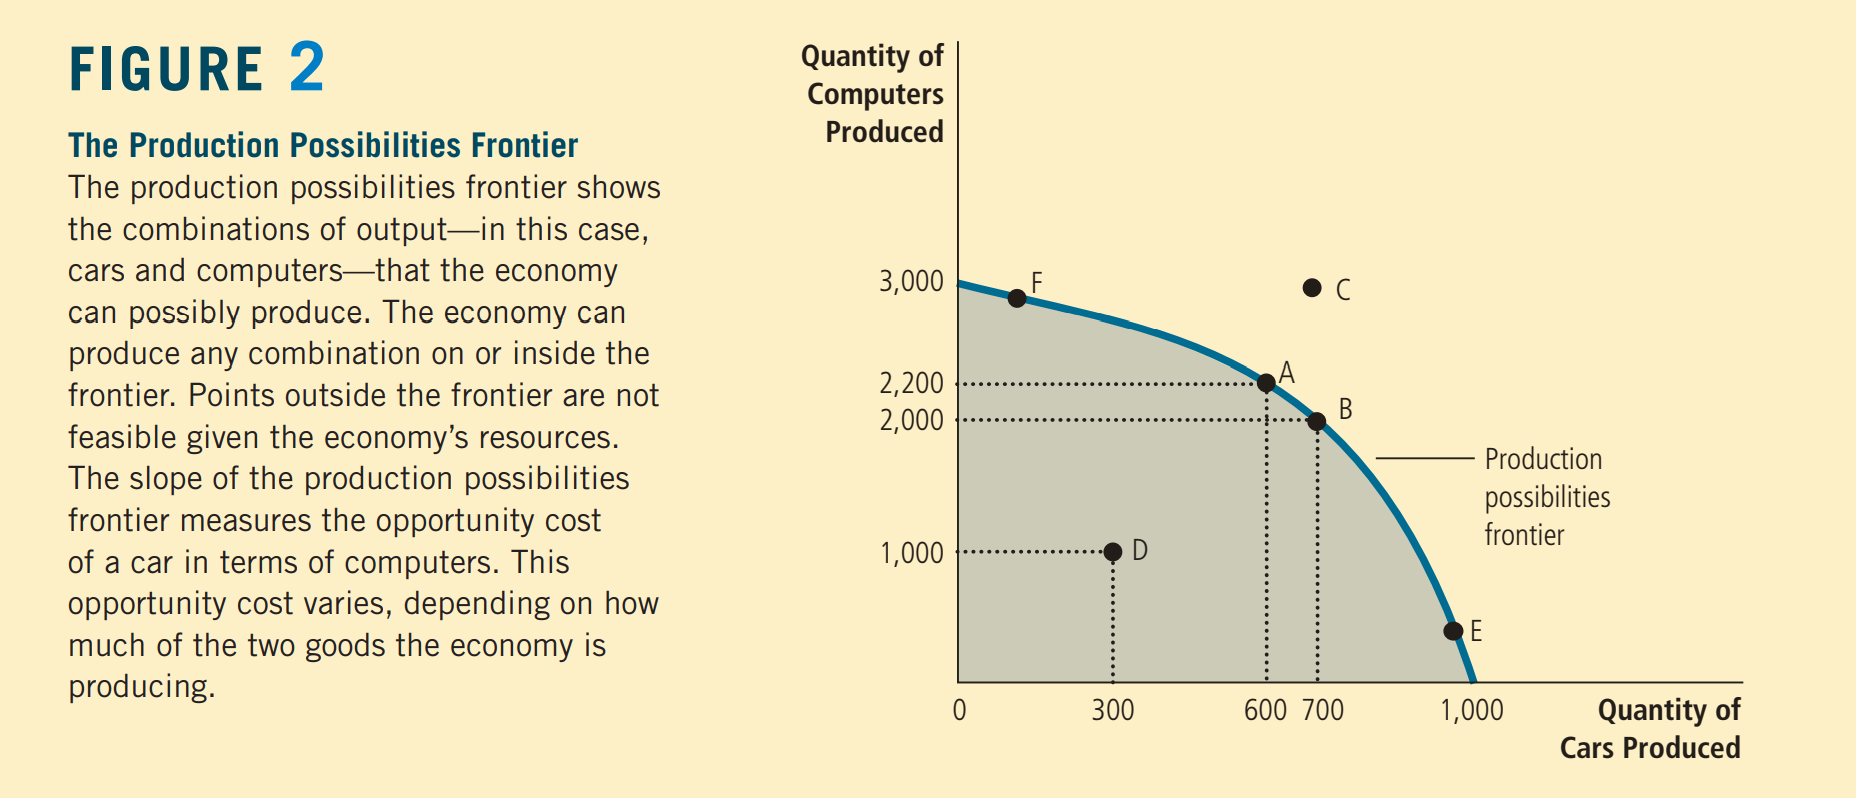 FIGURE 2
The Production Possibilities Frontier
The production possibilities frontier shows
the combinations of output—in this case,
cars and computers—that the economy
can possibly produce. The economy can
produce any combination on or inside the
frontier. Points outside the frontier are not
feasible given the economy’s resources.
The slope of the production possibilities
frontier measures the opportunity cost
of a car in terms of computers. This
opportunity cost varies, depending on how
much of the two goods the economy is
producing.
Quantity of
Computers
Produced
3,000
F
C
2,200
A
2,000
B
Production
possibilities
frontier
1,000
D
E
0
300
600
700
1,000
Quantity of
Cars Produced